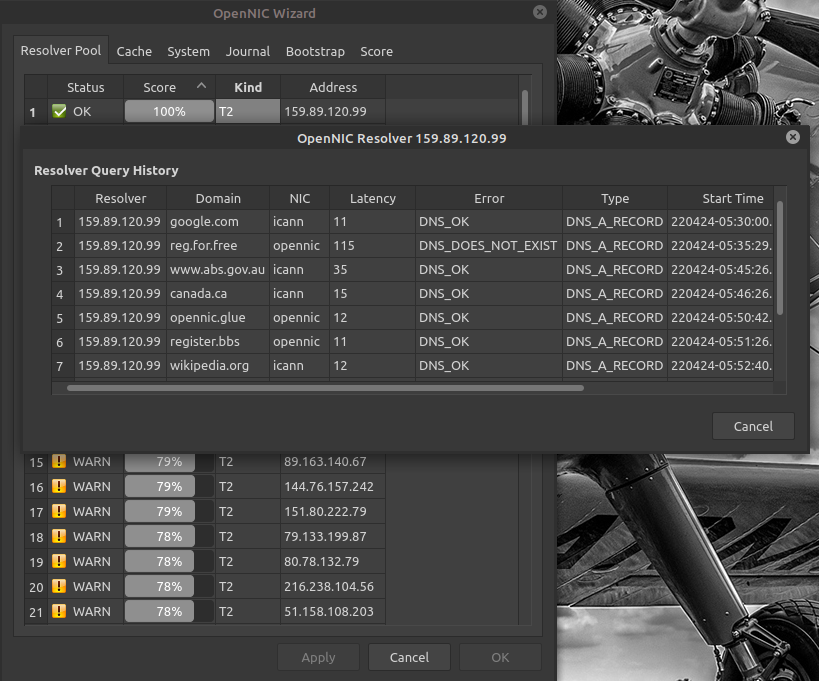 OpenNIC Wizard
Resolver Pool Cache System Journal Bootstrap Score
Status Score Kind Address
1 OK 100% T2 159.89.120.99
OpenNIC Resolver 159.89.120.99
Resolver Query History
Resolver Domain NIC Latency Error Type Start Time
1 159.89.120.99 google.com icann 11 DNS_OK DNS_A_RECORD 220424-05:30:00.
2 159.89.120.99 reg.for.free opennic 115 DNS_DOES_NOT_EXIST DNS_A_RECORD 220424-05:35:29.
3 159.89.120.99 www.abs.gov.au icann 35 DNS_OK DNS_A_RECORD 220424-05:45:26.
4 159.89.120.99 canada.ca icann 15 DNS_OK DNS_A_RECORD 220424-05:46:26.
5 159.89.120.99 opennic.glue opennic 12 DNS_OK DNS_A_RECORD 220424-05:50:42.
6 159.89.120.99 register.bbs opennic 11 DNS_OK DNS_A_RECORD 220424-05:51:26.
7 159.89.120.99 wikipedia.org icann 12 DNS_OK DNS_A_RECORD 220424-05:52:40.
Cancel
15 WARN 79% T2 89.163.140.67
16 WARN 79% T2 144.76.157.242
17 WARN 79% T2 151.80.222.79
18 WARN 78% T2 79.133.199.87
19 WARN 78% T2 80.78.132.79
20 WARN 78% T2 216.238.104.56
21 WARN 78% T2 51.158.108.203
Apply Cancel OK